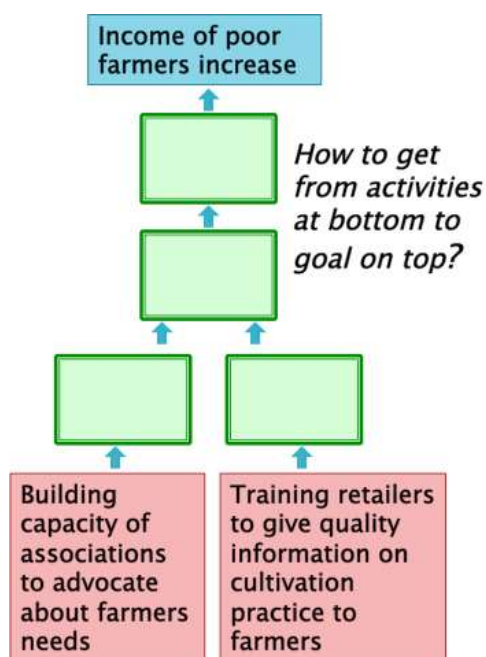 Income of poor
farmers increase
How to get
from activities
at bottom to
goal on top?
Building
capacity of
associations
to advocate
about farmers
needs
Training retailers
to give quality
information on
cultivation
practice to
farmers